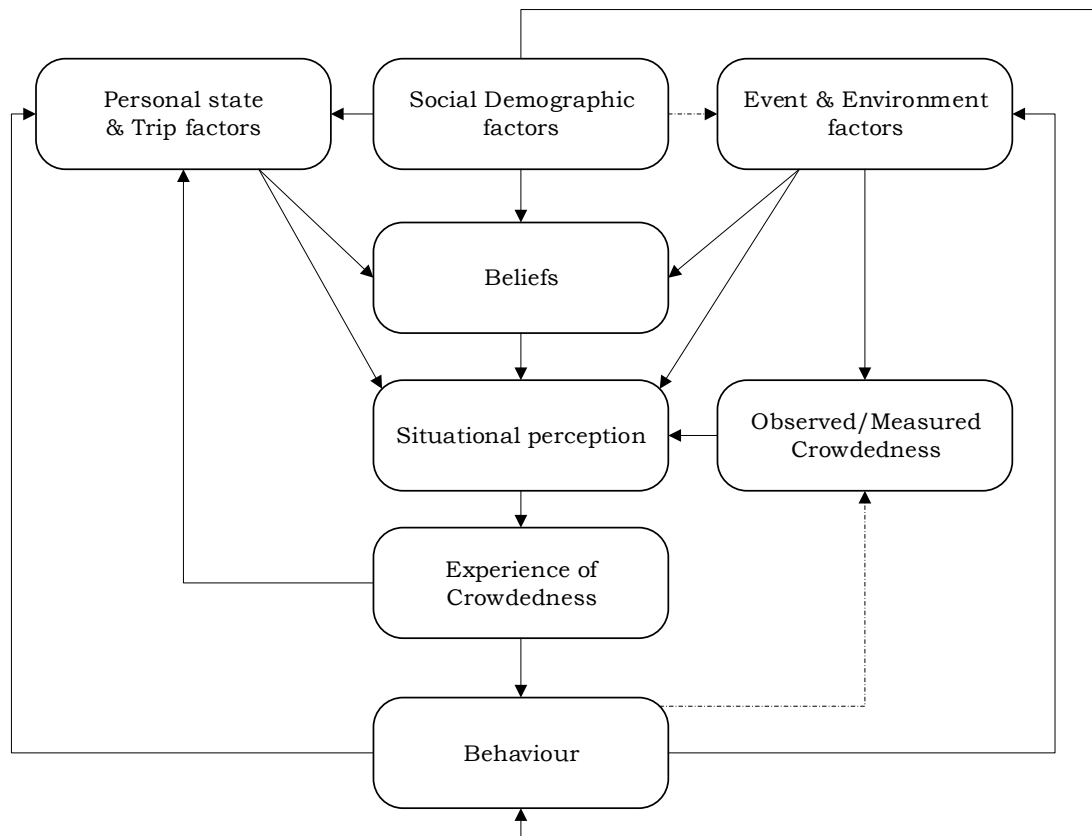 Personal state
& Trip factors
Social Demographic
factors
Event & Environment
factors
Beliefs
Situational perception
Observed/Measured
Crowdedness
Experience of
Crowdedness
Behaviour